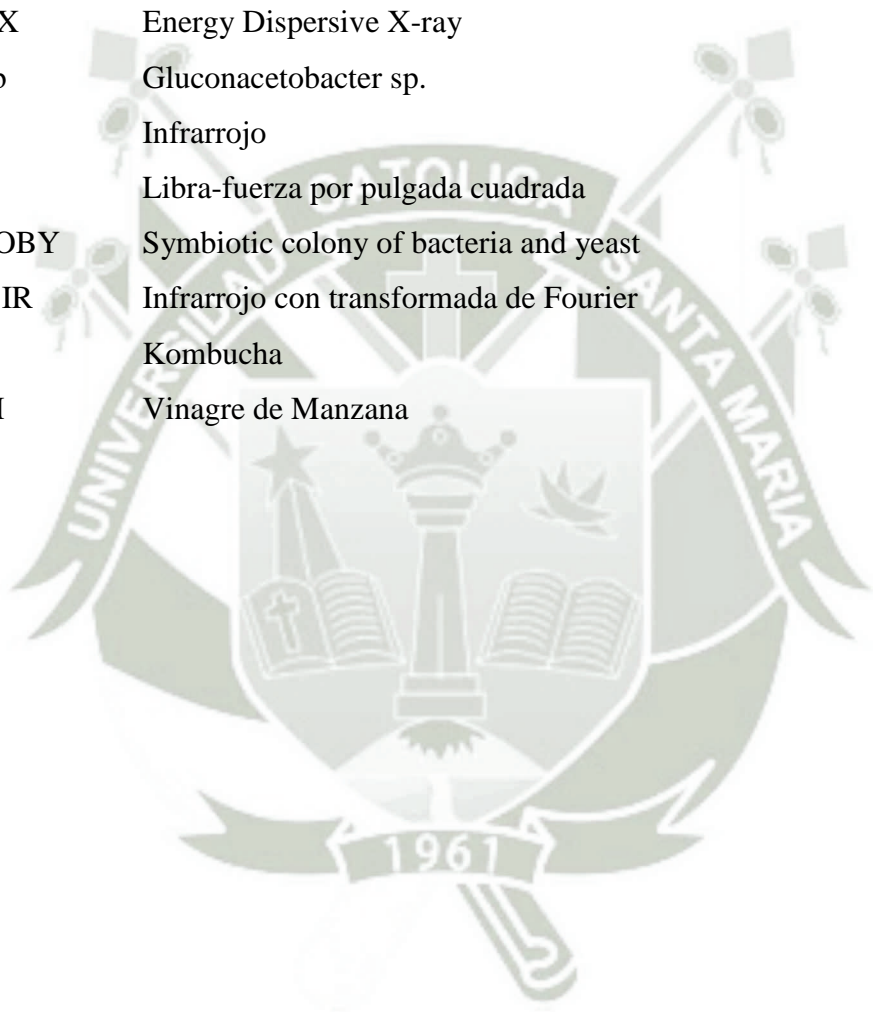 X Energy Dispersive X-ray
Gluconacetobacter sp.
Infrarrojo
Libra-fuerza por pulgada cuadrada
OBY Symbiotic colony of bacteria and yeast
IR Infrarrojo con transformada de Fourier
Kombucha
Vinagre de Manzana
UNIVERSIDAD CATOLICA SANTA MARIA
1961